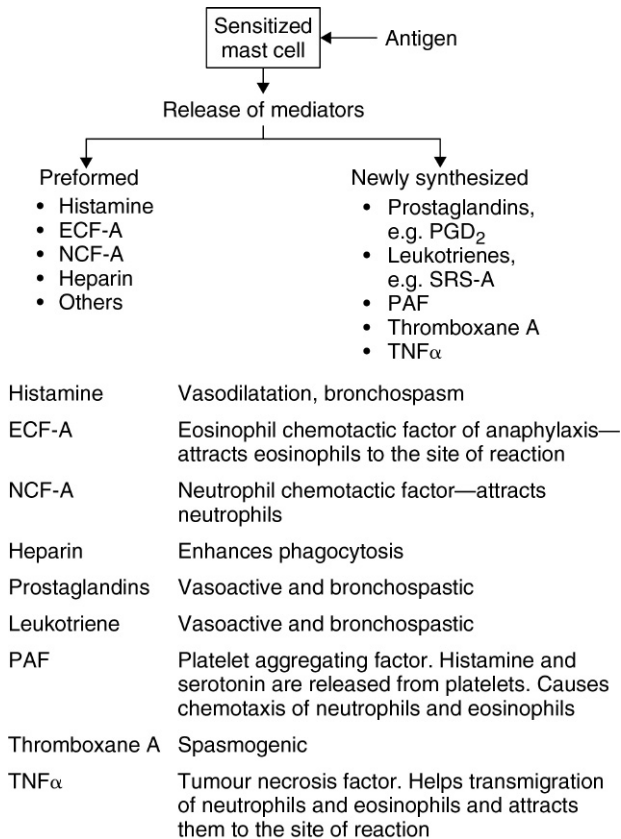 Sensitized
mast cell
Antigen
Release of mediators
Preformed
• Histamine
• ECF-A
• NCF-A
• Heparin
• Others
Newly synthesized
• Prostaglandins,
e.g. PGD₂
• Leukotrienes,
e.g. SRS-A
• PAF
• Thromboxane A
• TNFα
Histamine Vasodilatation, bronchospasm
ECF-A Eosinophil chemotactic factor of anaphylaxis—
attracts eosinophils to the site of reaction
NCF-A Neutrophil chemotactic factor—attracts
neutrophils
Heparin Enhances phagocytosis
Prostaglandins Vasoactive and bronchospastic
Leukotriene Vasoactive and bronchospastic
PAF Platelet aggregating factor. Histamine and
serotonin are released from platelets. Causes
chemotaxis of neutrophils and eosinophils
Thromboxane A Spasmogenic
TNFα Tumour necrosis factor. Helps transmigration
of neutrophils and eosinophils and attracts
them to the site of reaction